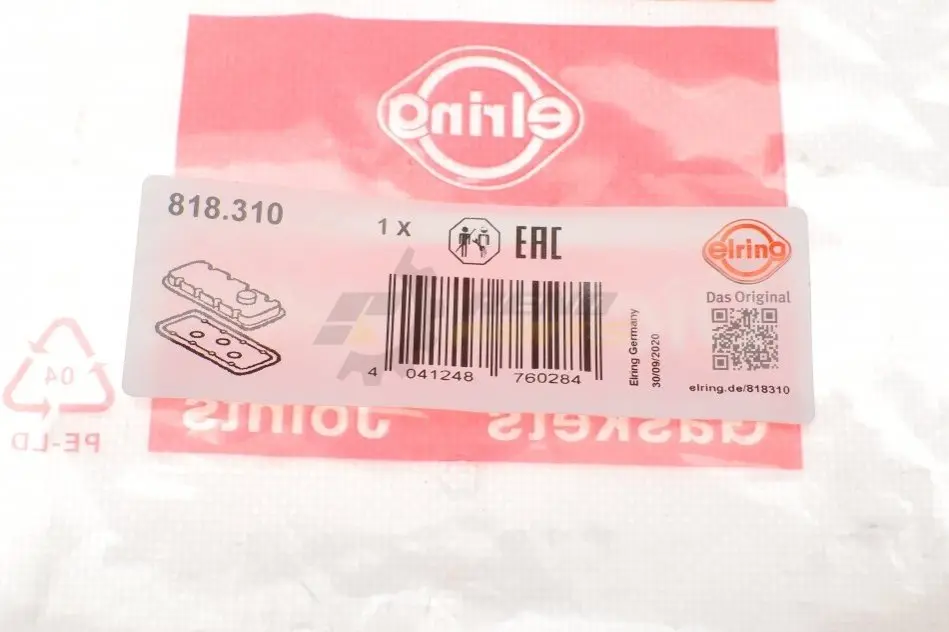 elring
818.310
1 X
EAC
elring
Das Original
4 041248 760284
Elring Germany
30/09/2020
elring.de/818310
04
PE-LD
Joints
Gaskets